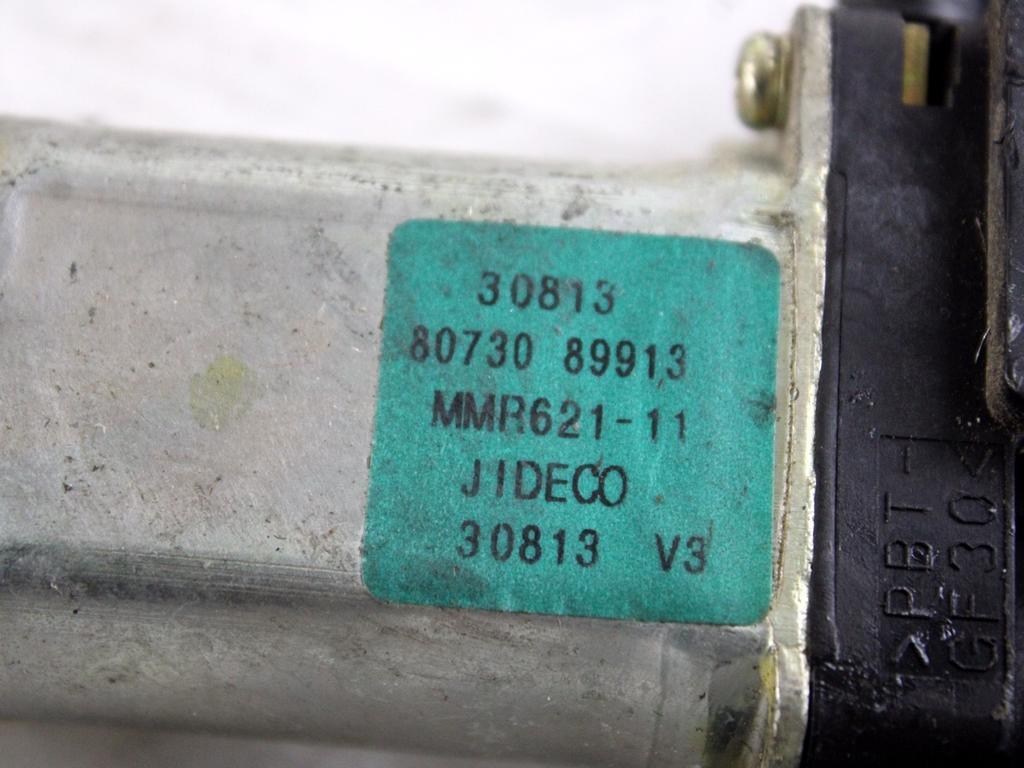 30813
80730 89913
MMR621-11
JIDECO
30813 V3
>PBT-
GF30<